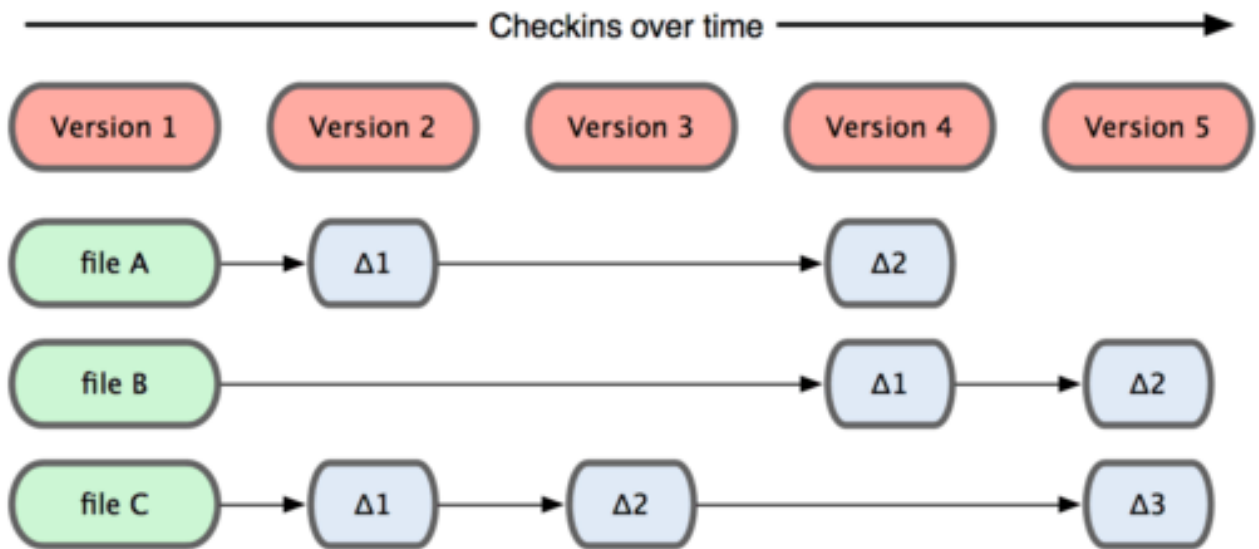 Checkins over time
Version 1 Version 2 Version 3 Version 4 Version 5
file A Δ1 Δ2
file B Δ1 Δ2
file C Δ1 Δ2 Δ3